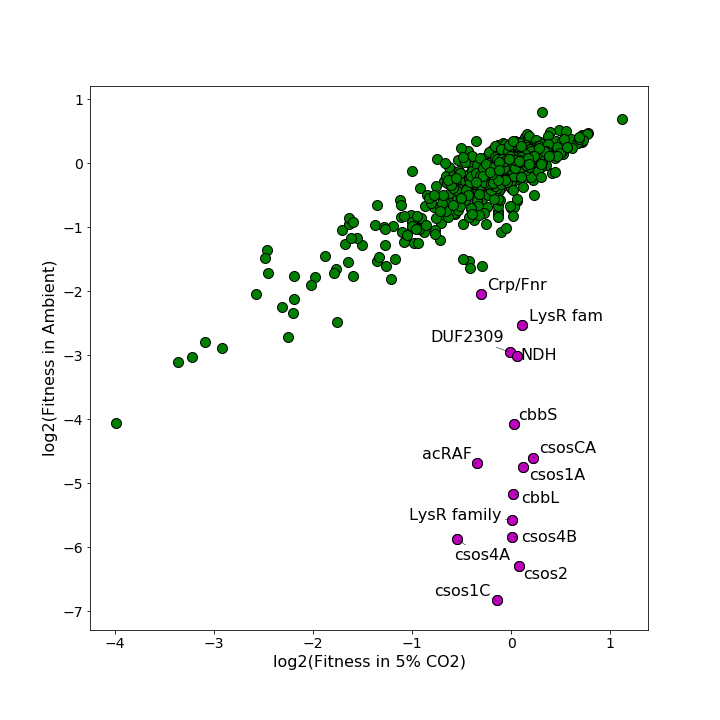 1
0
−1
−2
−3
−4
−5
−6
−7
log2(Fitness in Ambient)
Crp/Fnr
LysR fam
DUF2309
NDH
cbbS
csosCA
acRAF
csos1A
cbbL
LysR family
csos4B
csos4A
csos2
csos1C
−4
−3
−2
−1
0
1
log2(Fitness in 5% CO2)